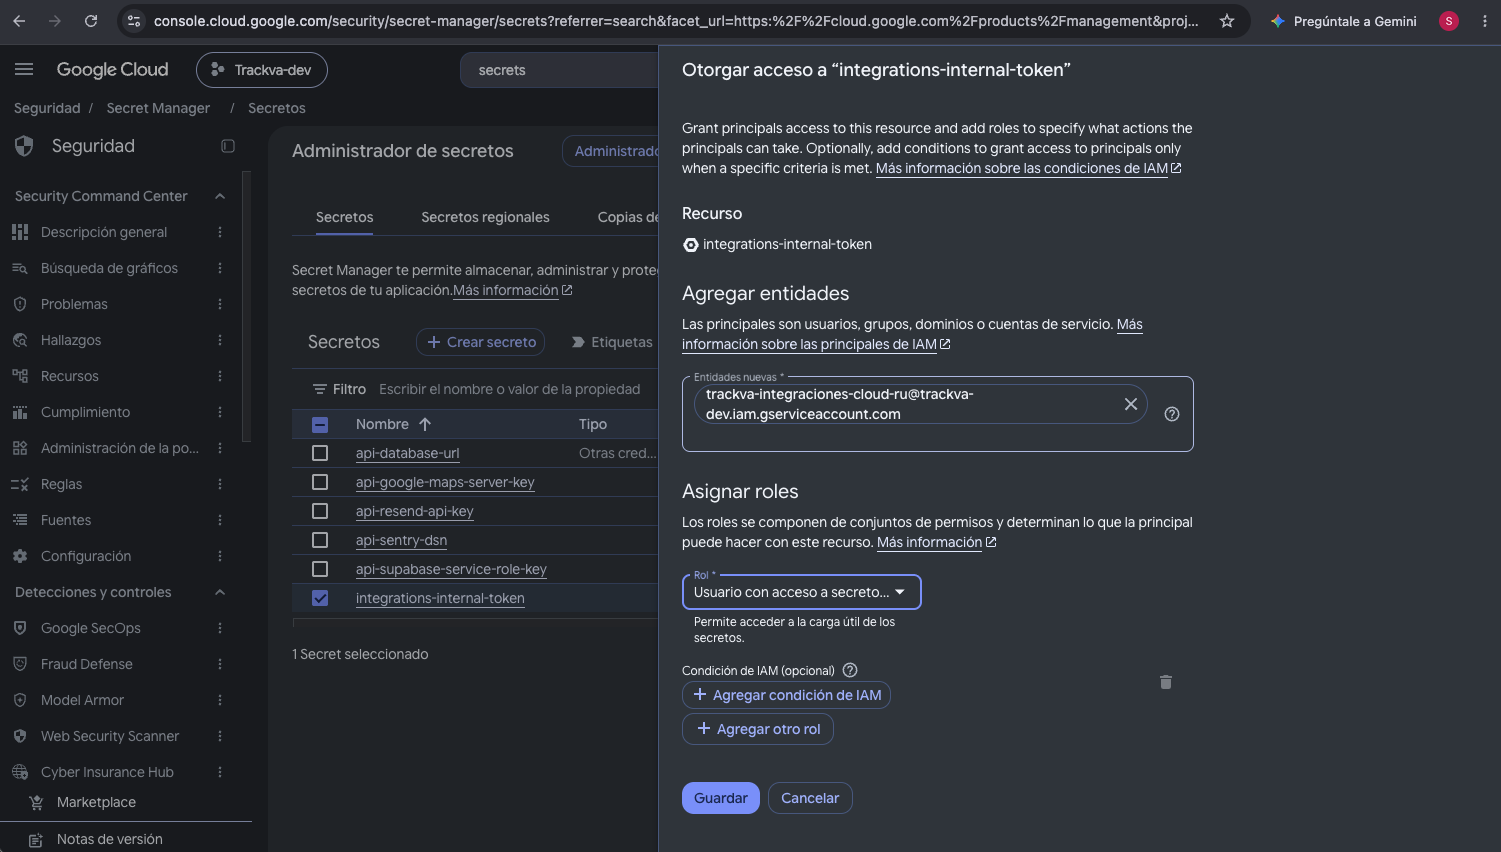 console.cloud.google.com/security/secret-manager/secrets?referrer=search&facet_url=https:%2F%2Fcloud.google.com%2Fproducts%2Fmanagement&proj...
Pregúntale a Gemini
S
Google Cloud
Trackva-dev
secrets
Seguridad / Secret Manager / Secretos
Seguridad
Security Command Center
Descripción general
Búsqueda de gráficos
Problemas
Hallazgos
Recursos
Cumplimiento
Administración de la po...
Reglas
Fuentes
Configuración
Detecciones y controles
Google SecOps
Fraud Defense
Model Armor
Web Security Scanner
Cyber Insurance Hub
Marketplace
Notas de versión
Administrador de secretos
Secretos
Secretos regionales
Secret Manager te permite almacenar, administrar y
secretos de tu aplicación.Más información
Secretos
Crear secreto
Etiquetas
Filtro
Escribir el nombre o valor de la propiedad
Nombre
Tipo
api-database-url
Otras cred...
api-google-maps-server-key
api-resend-api-key
api-sentry-dsn
api-supabase-service-role-key
integrations-internal-token
1 Secret seleccionado
Otorgar acceso a “integrations-internal-token”
Grant principals access to this resource and add roles to specify what actions the
principals can take. Optionally, add conditions to grant access to principals only
when a specific criteria is met. Más información sobre las condiciones de IAM
Recurso
integrations-internal-token
Agregar entidades
Las principales son usuarios, grupos, dominios o cuentas de servicio. Más
información sobre las principales de IAM
Entidades nuevas *
trackva-integraciones-cloud-ru@trackva-
dev.iam.gserviceaccount.com
Asignar roles
Los roles se componen de conjuntos de permisos y determinan lo que la principal
puede hacer con este recurso. Más información
Rol *
Usuario con acceso a secreto...
Permite acceder a la carga útil de los
secretos.
Condición de IAM (opcional)
Agregar condición de IAM
Agregar otro rol
Guardar
Cancelar